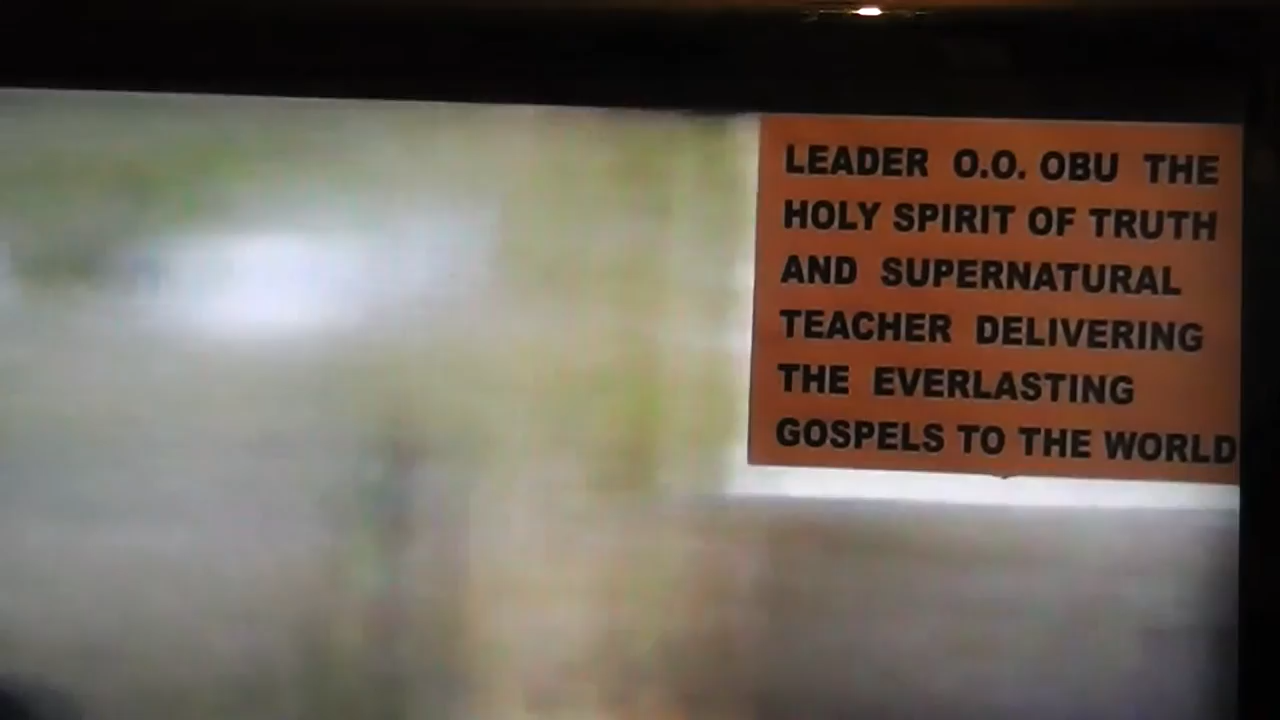 LEADER O.O. OBU THE
HOLY SPIRIT OF TRUTH
AND SUPERNATURAL
TEACHER DELIVERING
THE EVERLASTING
GOSPELS TO THE WORLD